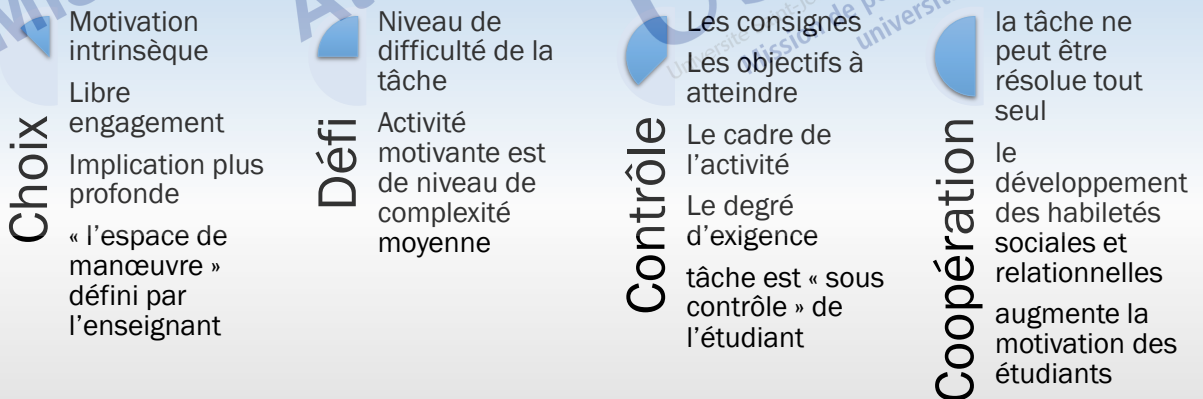 Choix
Motivation
intrinsèque
Libre
engagement
Implication plus
profonde
« l’espace de
manœuvre »
défini par
l’enseignant
Défi
Niveau de
difficulté de la
tâche
Activité
motivante est
de niveau de
complexité
moyenne
Contrôle
Les consignes
Les objectifs à
atteindre
Le cadre de
l’activité
Le degré
d’exigence
tâche est « sous
contrôle » de
l’étudiant
Coopération
la tâche ne
peut être
résolue tout
seul
le
développement
des habiletés
sociales et
relationnelles
augmente la
motivation des
étudiants